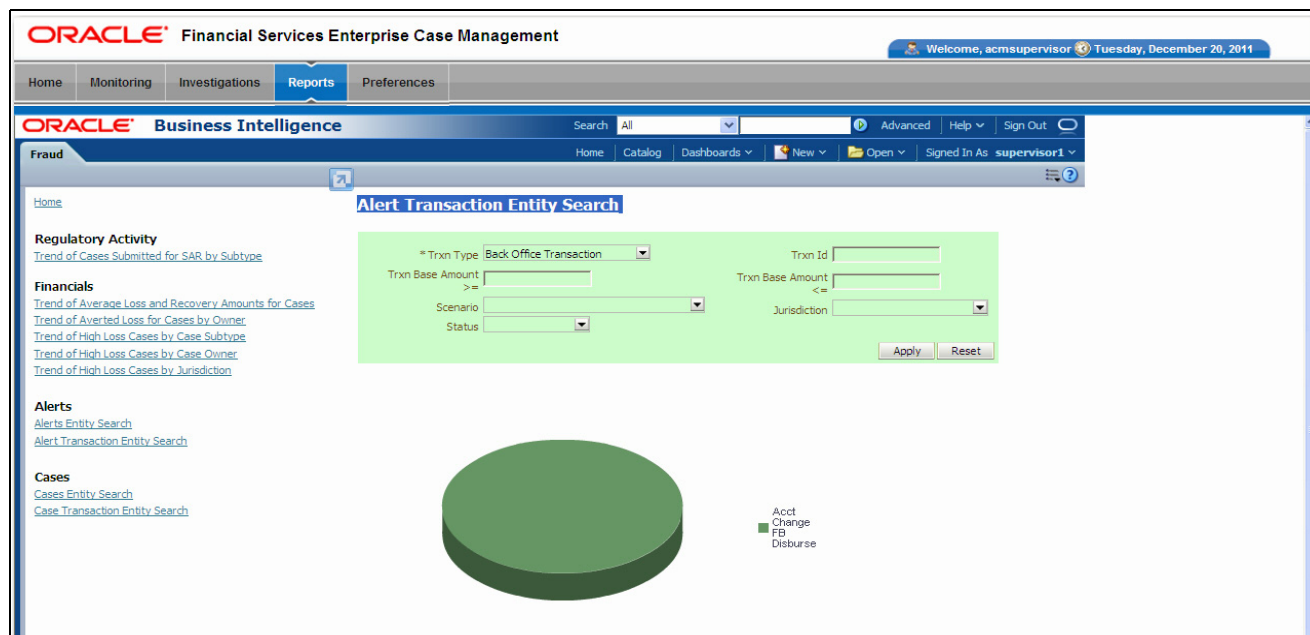 ORACLE Financial Services Enterprise Case Management
Welcome, acmsupervisor Tuesday, December 20, 2011
Home Monitoring Investigations Reports Preferences
ORACLE Business Intelligence
Search All Advanced Help Sign Out
Fraud
Home Catalog Dashboards New Open Signed In As supervisor1
Home
Regulatory Activity
Trend of Cases Submitted for SAR by Subtype
Financials
Trend of Average Loss and Recovery Amounts for Cases
Trend of Averted Loss for Cases by Owner
Trend of High Loss Cases by Case Subtype
Trend of High Loss Cases by Case Owner
Trend of High Loss Cases by Jurisdiction
Alerts
Alerts Entity Search
Alert Transaction Entity Search
Cases
Cases Entity Search
Case Transaction Entity Search
Alert Transaction Entity Search
* Trxn Type Back Office Transaction
Trxn Id
Trxn Base Amount
>=
Trxn Base Amount
<=
Scenario
Jurisdiction
Status
Apply Reset
Acct
Change
FB
Disburse